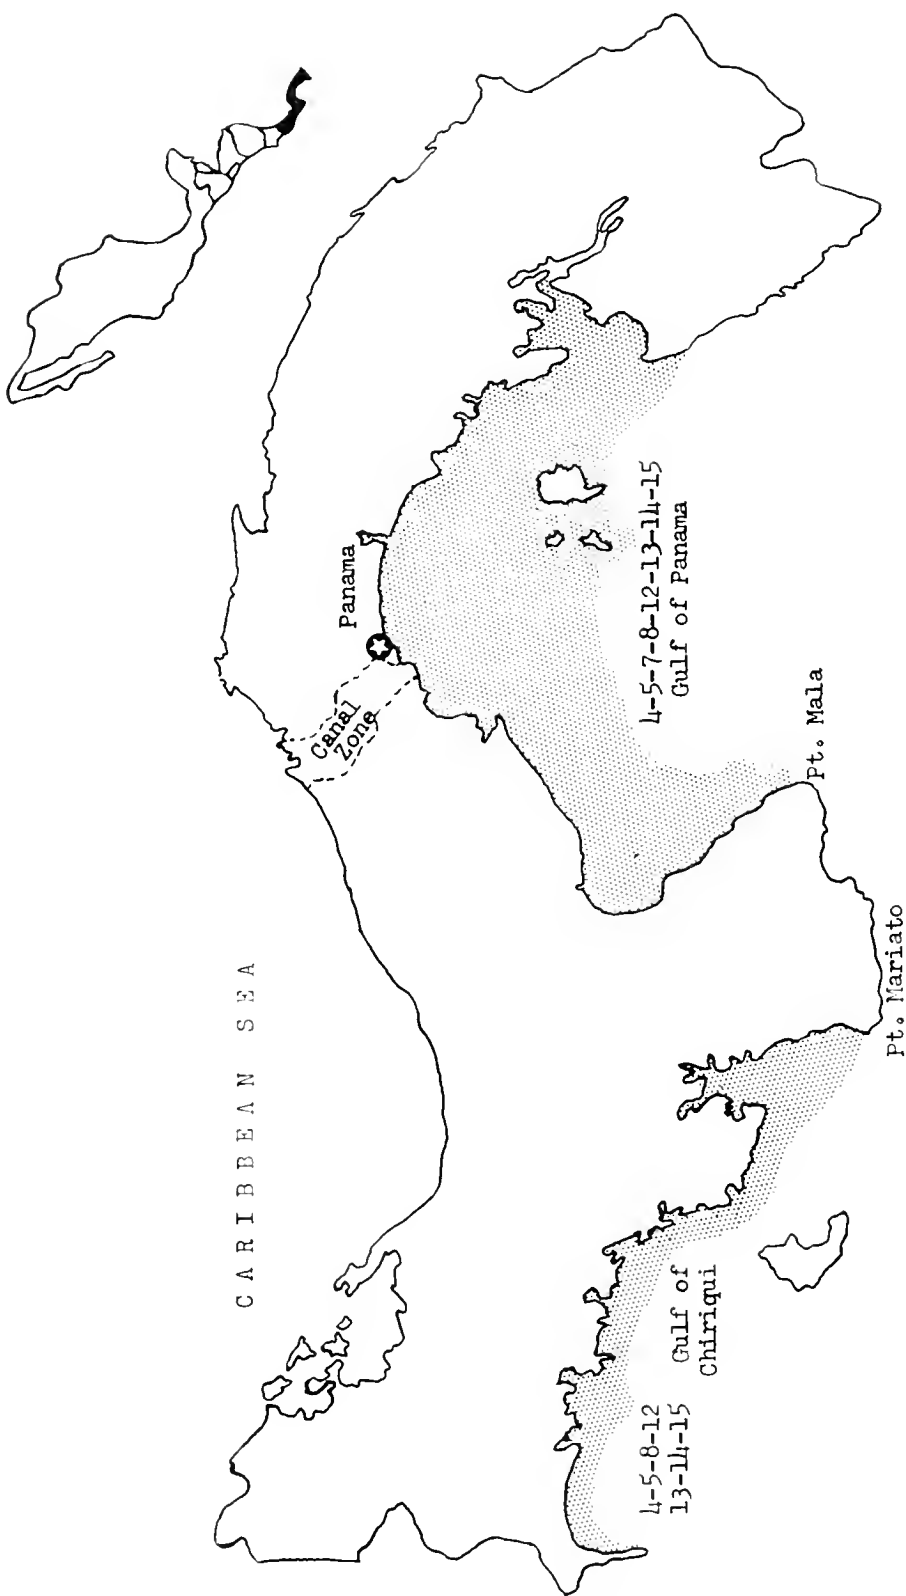 CARIBBEAN SEA
Panama
Canal
Zone
4-5-7-8-12-13-14-15
Gulf of Panama
Pt. Mala
Pt. Mariato
Gulf of
Chiriqui
4-5-8-12
13-14-15